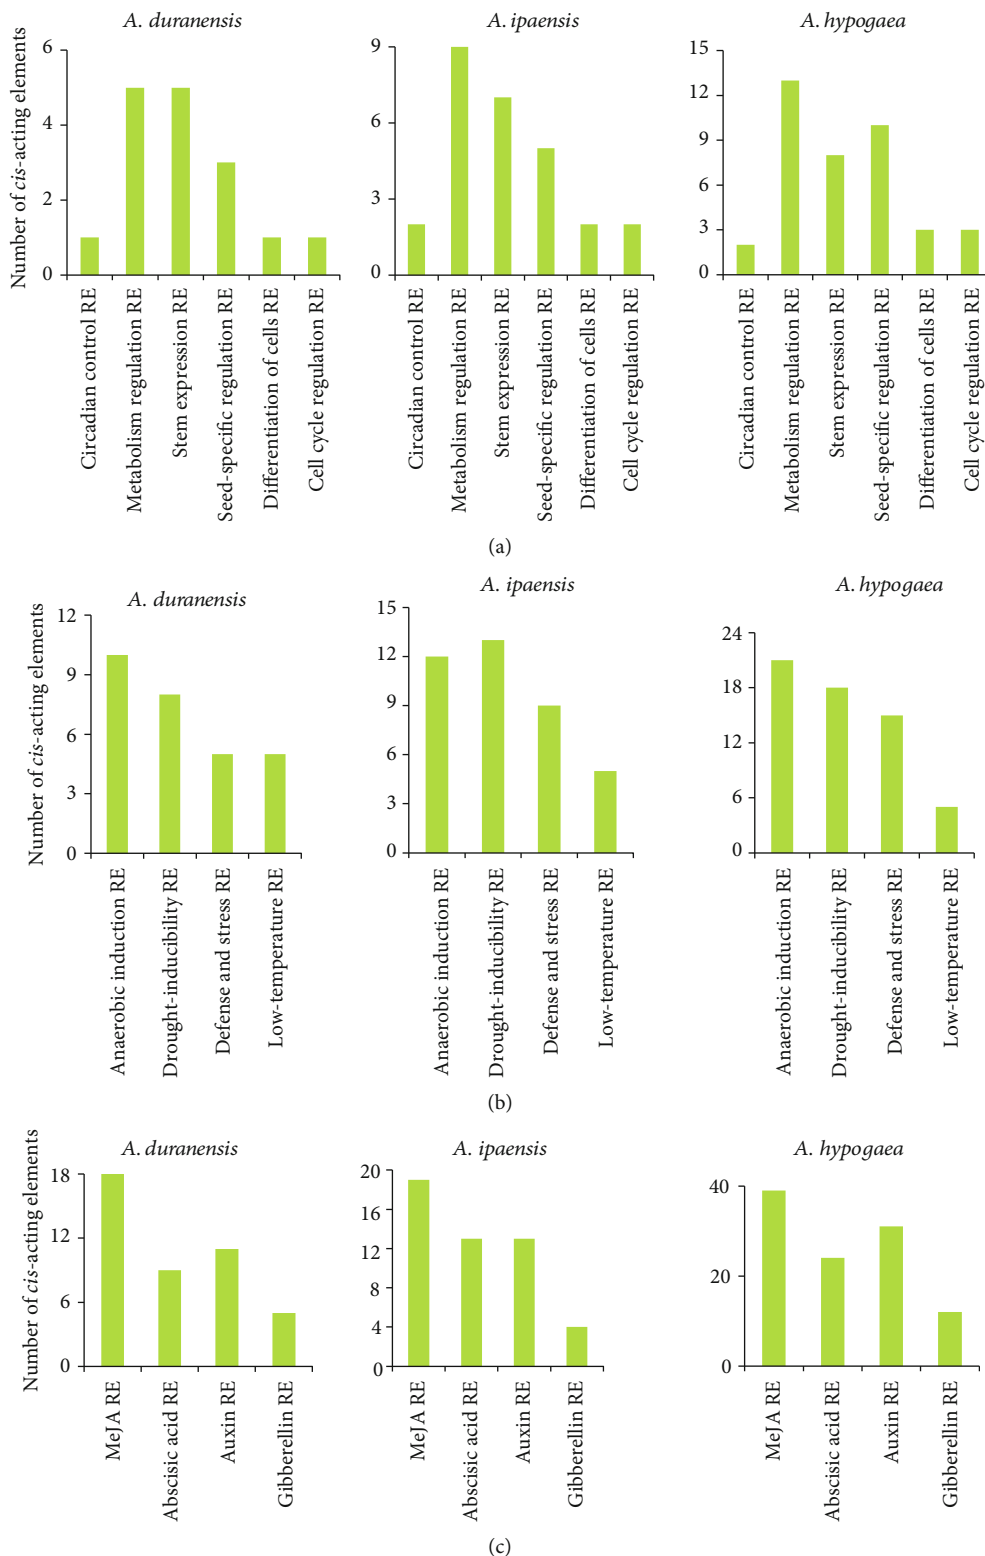 A. duranensis
A. ipaensis
A. hypogaea
Number of cis-acting elements
6
4
2
0
9
6
3
0
15
12
9
6
3
0
Circadian control RE
Metabolism regulation RE
Stem expression RE
Seed-specific regulation RE
Differentiation of cells RE
Cell cycle regulation RE
Circadian control RE
Metabolism regulation RE
Stem expression RE
Seed-specific regulation RE
Differentiation of cells RE
Cell cycle regulation RE
Circadian control RE
Metabolism regulation RE
Stem expression RE
Seed-specific regulation RE
Differentiation of cells RE
Cell cycle regulation RE
(a)
A. duranensis
A. ipaensis
A. hypogaea
Number of cis-acting elements
12
9
6
3
0
15
12
9
6
3
0
24
18
12
6
0
Anaerobic induction RE
Drought-inducibility RE
Defense and stress RE
Low-temperature RE
Anaerobic induction RE
Drought-inducibility RE
Defense and stress RE
Low-temperature RE
Anaerobic induction RE
Drought-inducibility RE
Defense and stress RE
Low-temperature RE
(b)
A. duranensis
A. ipaensis
A. hypogaea
Number of cis-acting elements
18
12
6
0
20
16
12
8
4
0
40
20
0
MeJA RE
Abscisic acid RE
Auxin RE
Gibberellin RE
MeJA RE
Abscisic acid RE
Auxin RE
Gibberellin RE
MeJA RE
Abscisic acid RE
Auxin RE
Gibberellin RE
(c)